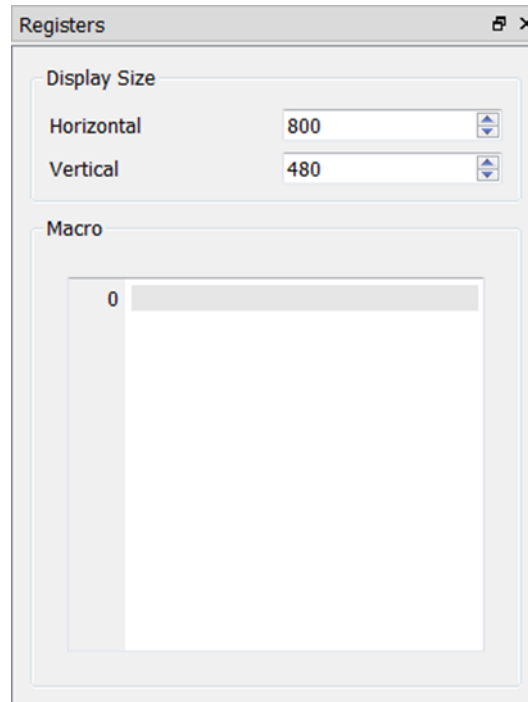 Registers
Display Size
Horizontal 800
Vertical 480
Macro
0